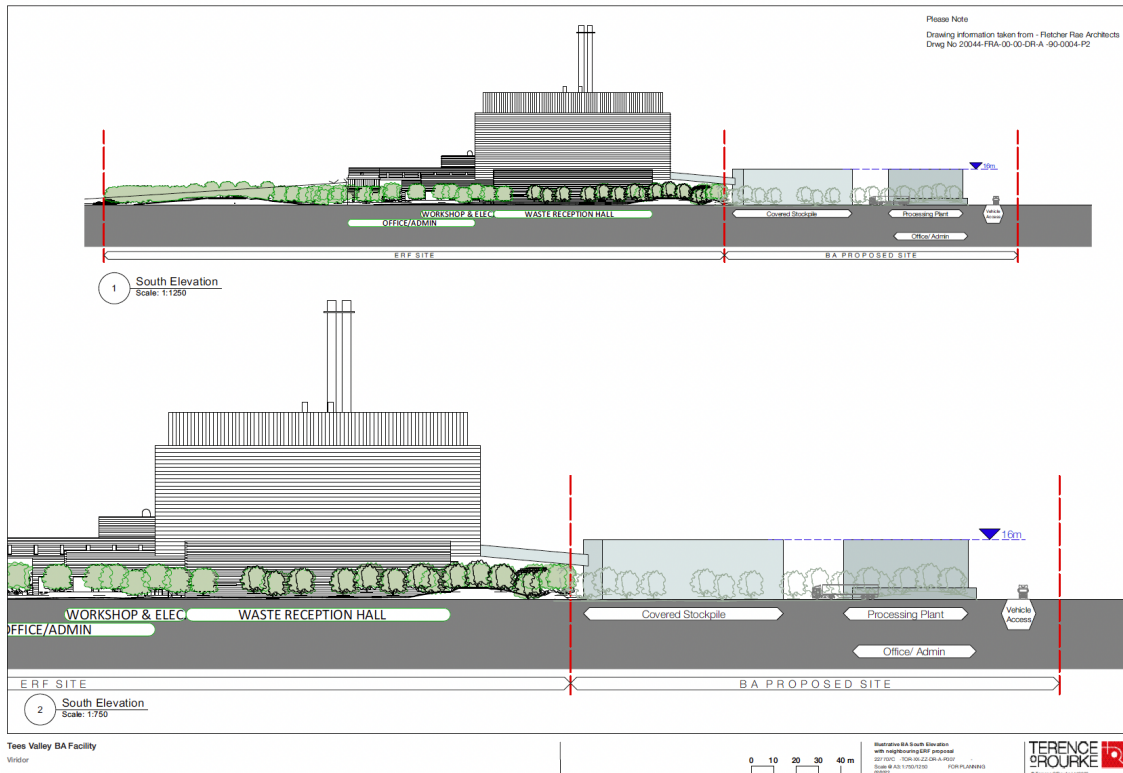 Please Note
Drawing information taken from - Fletcher Rae Architects
Drwg No 20044-FRA-00-00-DR-A -90-0004-P2
16m
WORKSHOP & ELEC.
WASTE RECEPTION HALL
Covered Stockpile
Processing Plant
Vehicle
Access
OFFICE/ADMIN
Office/ Admin
ERF SITE
BA PROPOSED SITE
1
South Elevation
Scale: 1:1250
16m
WORKSHOP & ELEC.
WASTE RECEPTION HALL
Covered Stockpile
Processing Plant
Vehicle
Access
OFFICE/ADMIN
Office/ Admin
ERF SITE
BA PROPOSED SITE
2
South Elevation
Scale: 1:750
Tees Valley BA Facility
Viridor
0 10 20 30 40 m
Illustrative BA South Elevation
with neighbouring ERF proposal
Scale @ A3 1:750/1250 FOR PLANNING
TERENCE
O'ROURKE